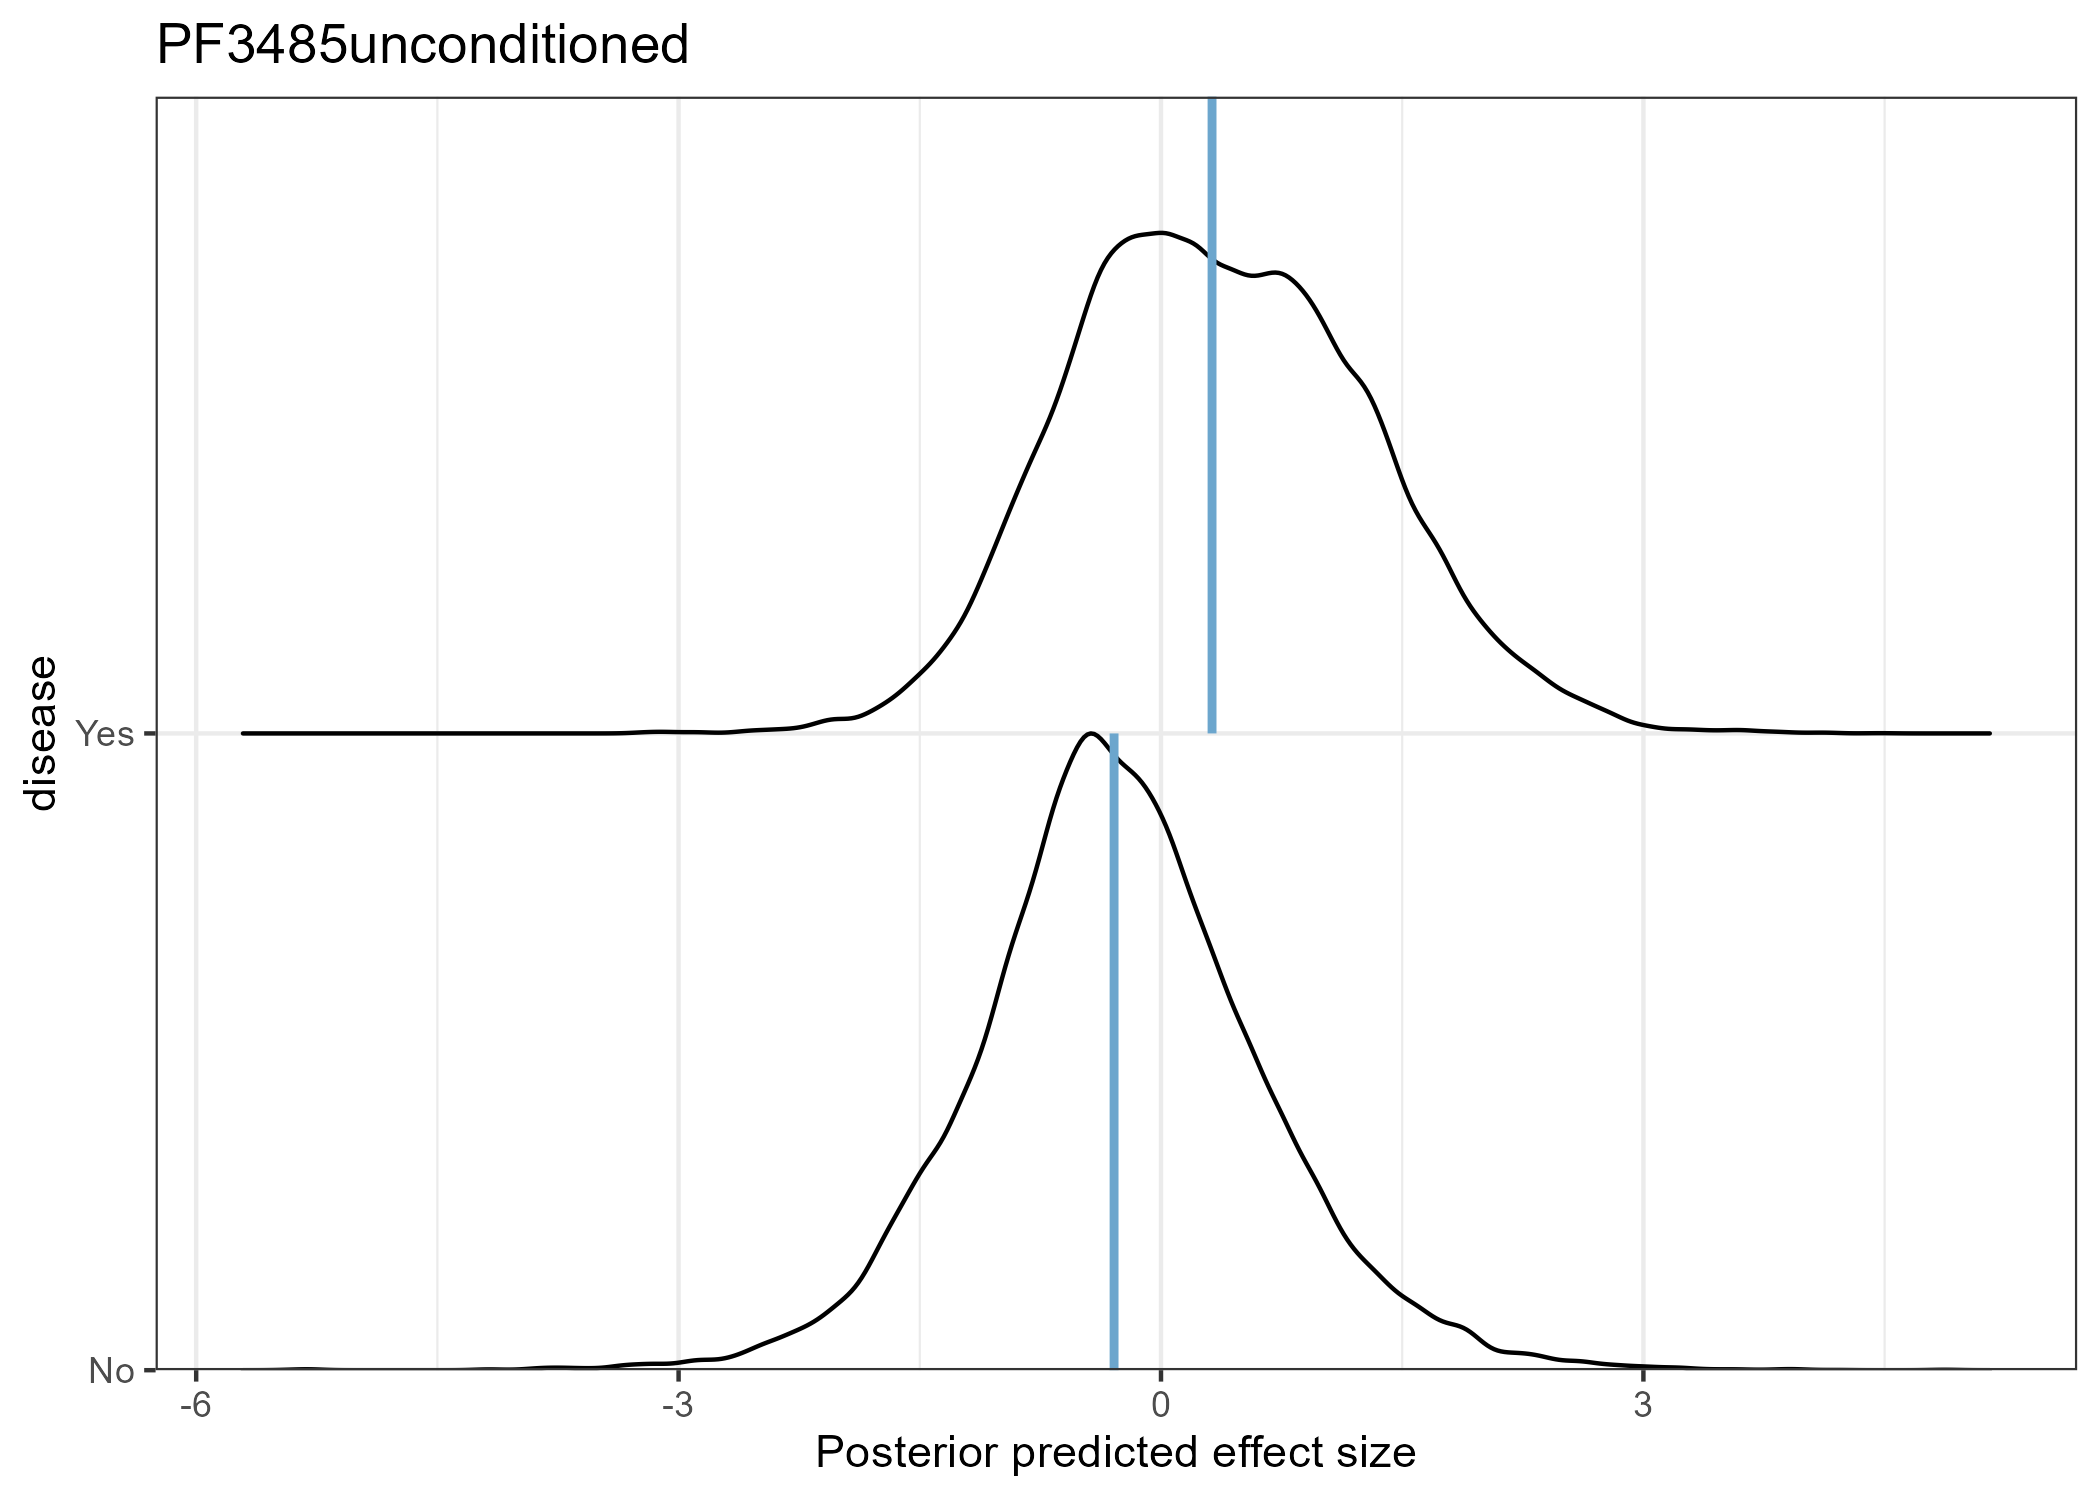 PF3485unconditioned
disease
Yes
No
-6 -3 0 3
Posterior predicted effect size